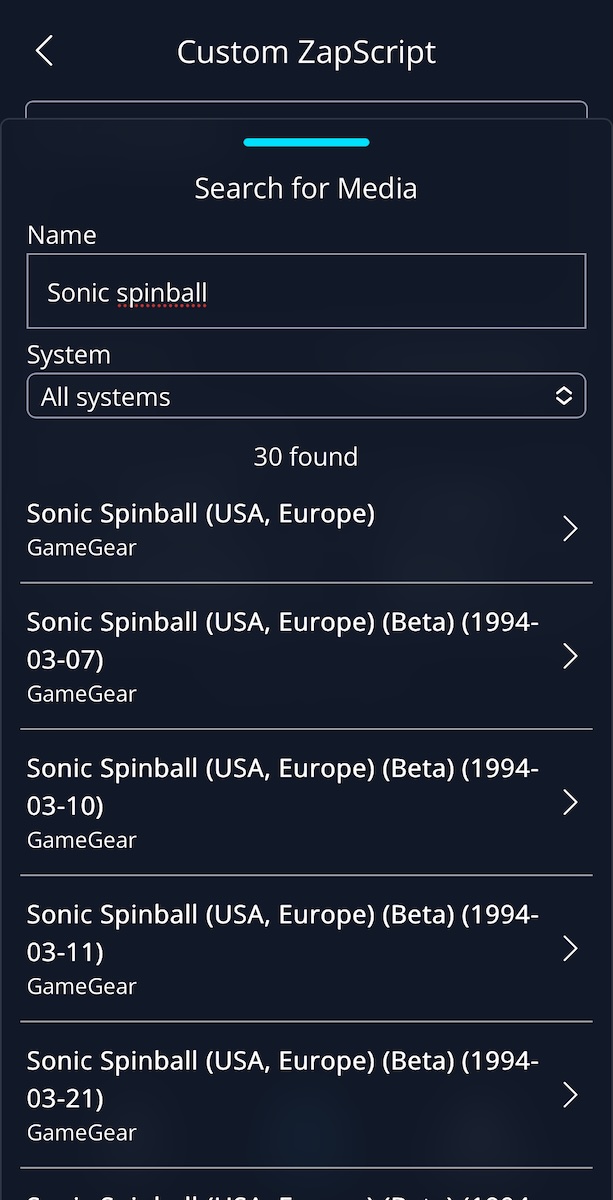 Custom ZapScript
Search for Media
Name
Sonic spinball
System
All systems
30 found
Sonic Spinball (USA, Europe)
GameGear
Sonic Spinball (USA, Europe) (Beta) (1994-
03-07)
GameGear
Sonic Spinball (USA, Europe) (Beta) (1994-
03-10)
GameGear
Sonic Spinball (USA, Europe) (Beta) (1994-
03-11)
GameGear
Sonic Spinball (USA, Europe) (Beta) (1994-
03-21)
GameGear